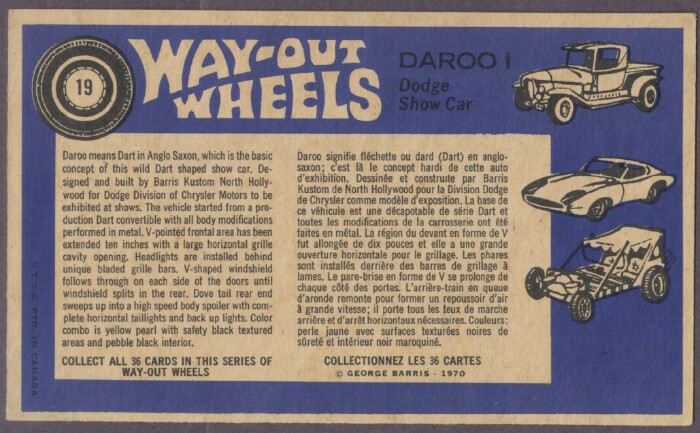 19
WAY-OUT
WHEELS
DAROO I
Dodge
Show Car
Daroo means Dart in Anglo Saxon, which is the basic
concept of this wild Dart shaped show car. De-
signed and built by Barris Kustom North Holly-
wood for Dodge Division of Chrysler Motors to be
exhibited at shows. The vehicle started from a pro-
duction Dart convertible with all body modifications
performed in metal. V-pointed frontal area has been
extended ten inches with a large horizontal grille
cavity opening. Headlights are installed behind
unique bladed grille bars. V-shaped windshield
follows through on each side of the doors until
windshield splits in the rear. Dove tail rear end
sweeps up into a high speed body spoiler with com-
plete horizontal taillights and back up lights. Color
combo is yellow pearl with safety black textured
areas and pebble black interior.
COLLECT ALL 36 CARDS IN THIS SERIES OF
WAY-OUT WHEELS
Daroo signifie fléchette ou dard (Dart) en anglo-
saxon; c'est là le concept hardi de cette auto
d'exhibition. Dessinée et construite par Barris
Kustom de North Hollywood pour la Division Dodge
de Chrysler comme modèle d'exposition. La base de
ce véhicule est une décapotable de série Dart et
toutes les modifications de la carrosserie ont été
faites en métal. La région du devant en forme de V
fut allongée de dix pouces et elle a une grande
ouverture horizontale pour le grillage. Les phares
sont installés derrière des barres de grillage à
lames. Le pare-brise en forme de V se prolonge de
chaque côté des portes. L'arrière-train en queue
d'aronde remonte pour former un repoussoir d'air
à grande vitesse; il porte tous les feux de marche
arrière et d'arrêt horizontaux nécessaires. Couleurs:
perle jaune avec surfaces texturées noires de
sûreté et intérieur noir maroquiné.
COLLECTIONNEZ LES 36 CARTES
© GEORGE BARRIS - 1970
LTD. IN CANADA